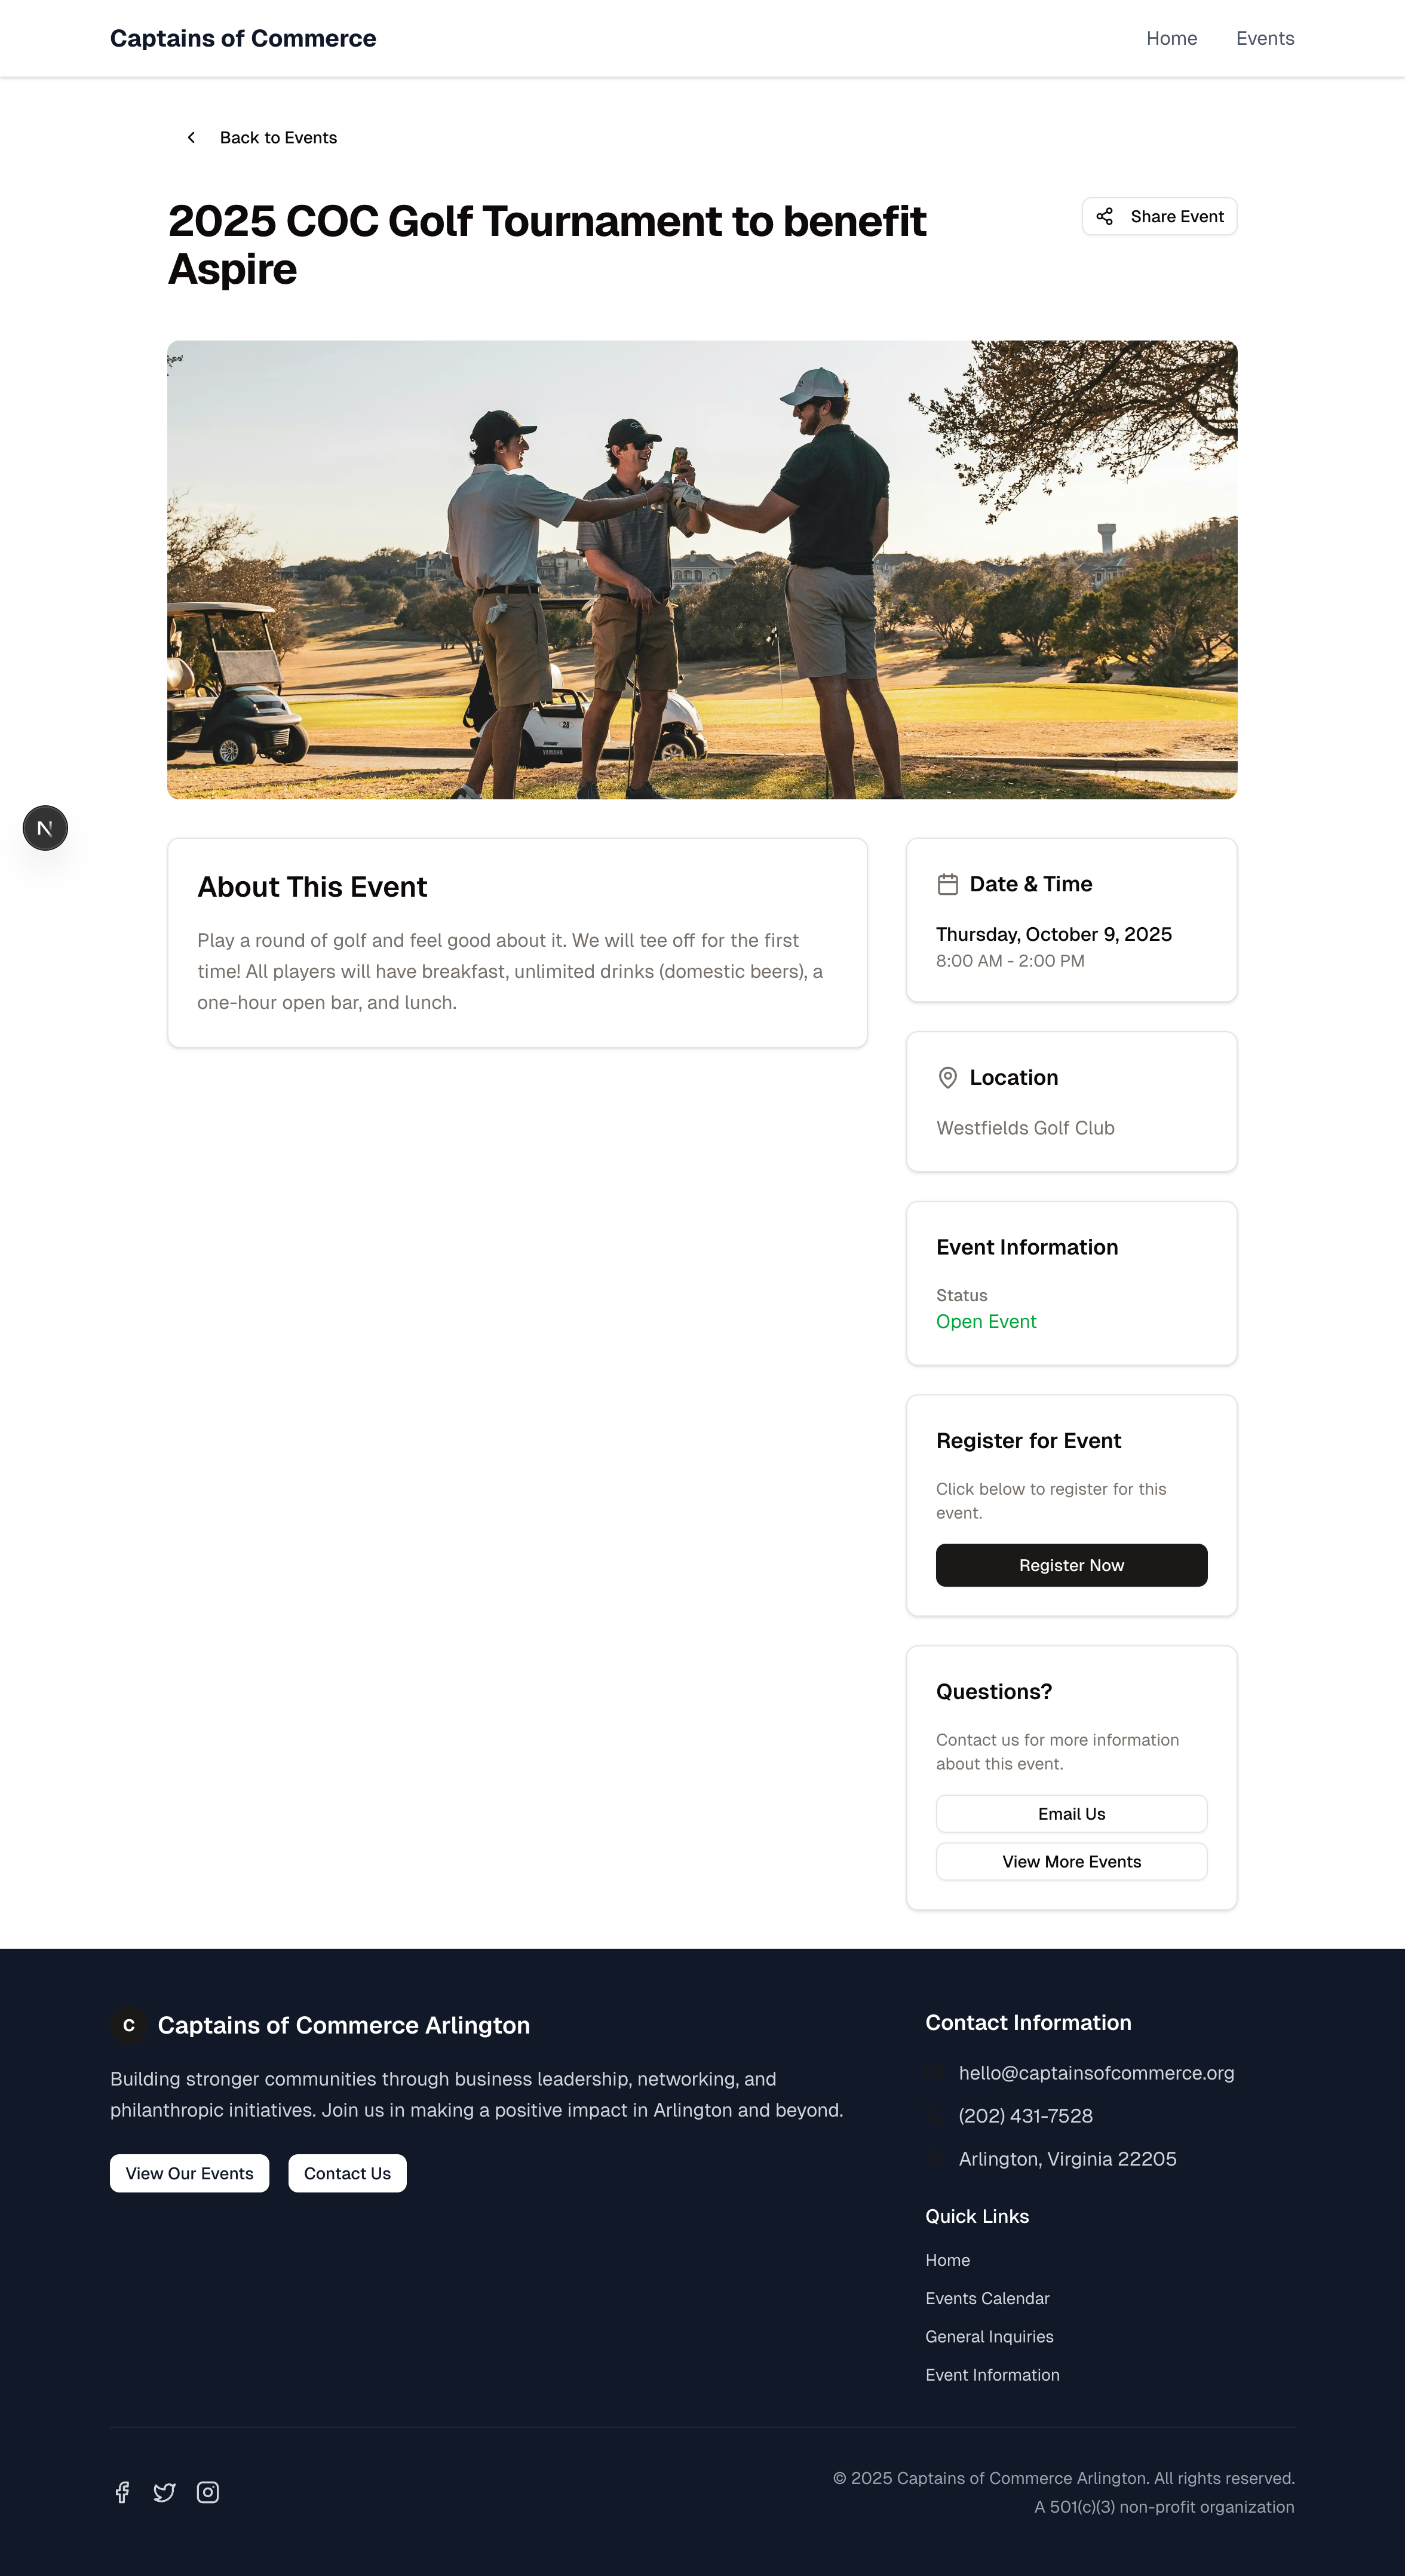 Captains of Commerce
Home
Events
Back to Events
2025 COC Golf Tournament to benefit
Aspire
Share Event
28
YAMAHA
N
About This Event
Play a round of golf and feel good about it. We will tee off for the first
time! All players will have breakfast, unlimited drinks (domestic beers), a
one-hour open bar, and lunch.
Date & Time
Thursday, October 9, 2025
8:00 AM - 2:00 PM
Location
Westfields Golf Club
Event Information
Status
Open Event
Register for Event
Click below to register for this
event.
Register Now
Questions?
Contact us for more information
about this event.
Email Us
View More Events
C
Captains of Commerce Arlington
Building stronger communities through business leadership, networking, and
philanthropic initiatives. Join us in making a positive impact in Arlington and beyond.
View Our Events
Contact Us
Contact Information
hello@captainsofcommerce.org
(202) 431-7528
Arlington, Virginia 22205
Quick Links
Home
Events Calendar
General Inquiries
Event Information
© 2025 Captains of Commerce Arlington. All rights reserved.
A 501(c)(3) non-profit organization